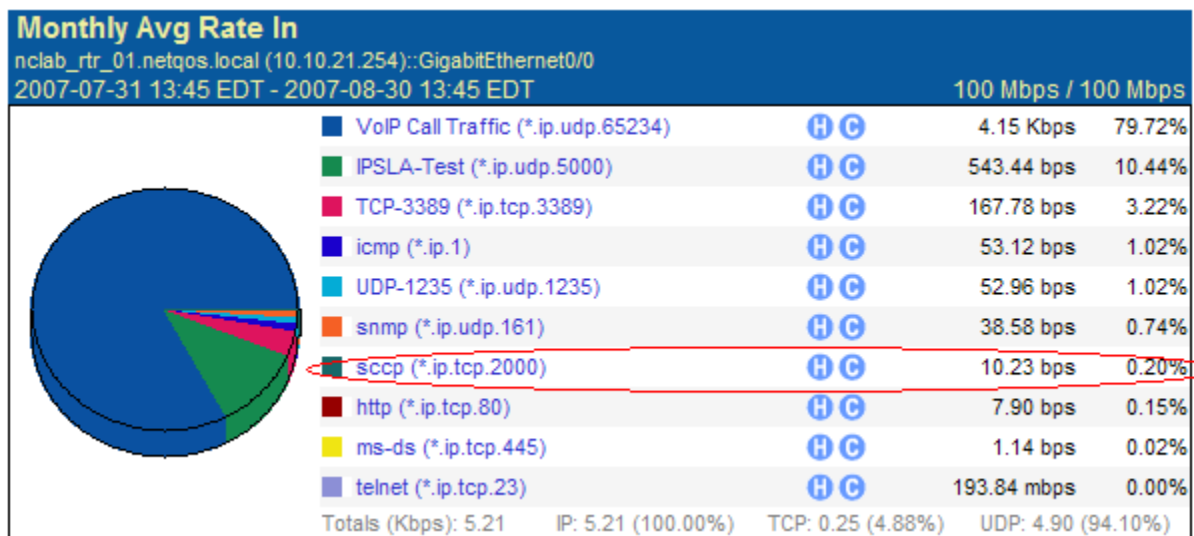 Monthly Avg Rate In
nclab_rtr_01.netqos.local (10.10.21.254)::GigabitEthernet0/0
2007-07-31 13:45 EDT - 2007-08-30 13:45 EDT 100 Mbps / 100 Mbps
VoIP Call Traffic (*.ip.udp.65234) H C 4.15 Kbps 79.72%
IPSLA-Test (*.ip.udp.5000) H C 543.44 bps 10.44%
TCP-3389 (*.ip.tcp.3389) H C 167.78 bps 3.22%
icmp (*.ip.1) H C 53.12 bps 1.02%
UDP-1235 (*.ip.udp.1235) H C 52.96 bps 1.02%
snmp (*.ip.udp.161) H C 38.58 bps 0.74%
sccp (*.ip.tcp.2000) H C 10.23 bps 0.20%
http (*.ip.tcp.80) H C 7.90 bps 0.15%
ms-ds (*.ip.tcp.445) H C 1.14 bps 0.02%
telnet (*.ip.tcp.23) H C 193.84 mbps 0.00%
Totals (Kbps): 5.21 IP: 5.21 (100.00%) TCP: 0.25 (4.88%) UDP: 4.90 (94.10%)